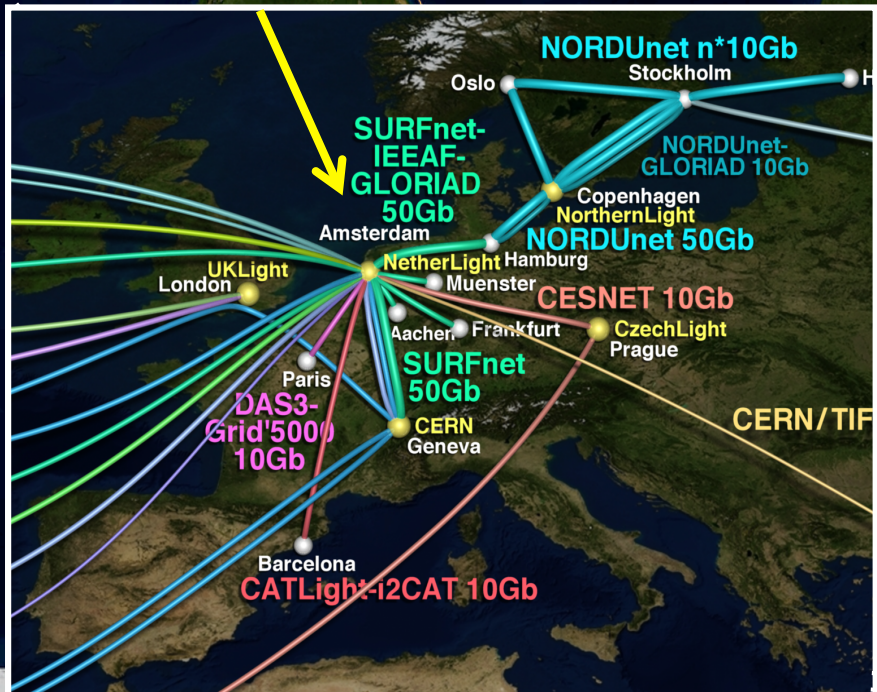 NORDUnet n*10Gb
Stockholm
Oslo
H
SURFnet-
IEEAF-
GLORIAD
50Gb
NORDUnet-
GLORIAD 10Gb
Copenhagen
NorthernLight
Amsterdam
NORDUnet 50Gb
NetherLight
Hamburg
UKLight
London
Muenster
CESNET 10Gb
Aachen
Frankfurt
CzechLight
Prague
SURFnet
50Gb
Paris
DAS3-
Grid'5000
10Gb
CERN
Geneva
CERN/TIF
Barcelona
CATLight-i2CAT 10Gb